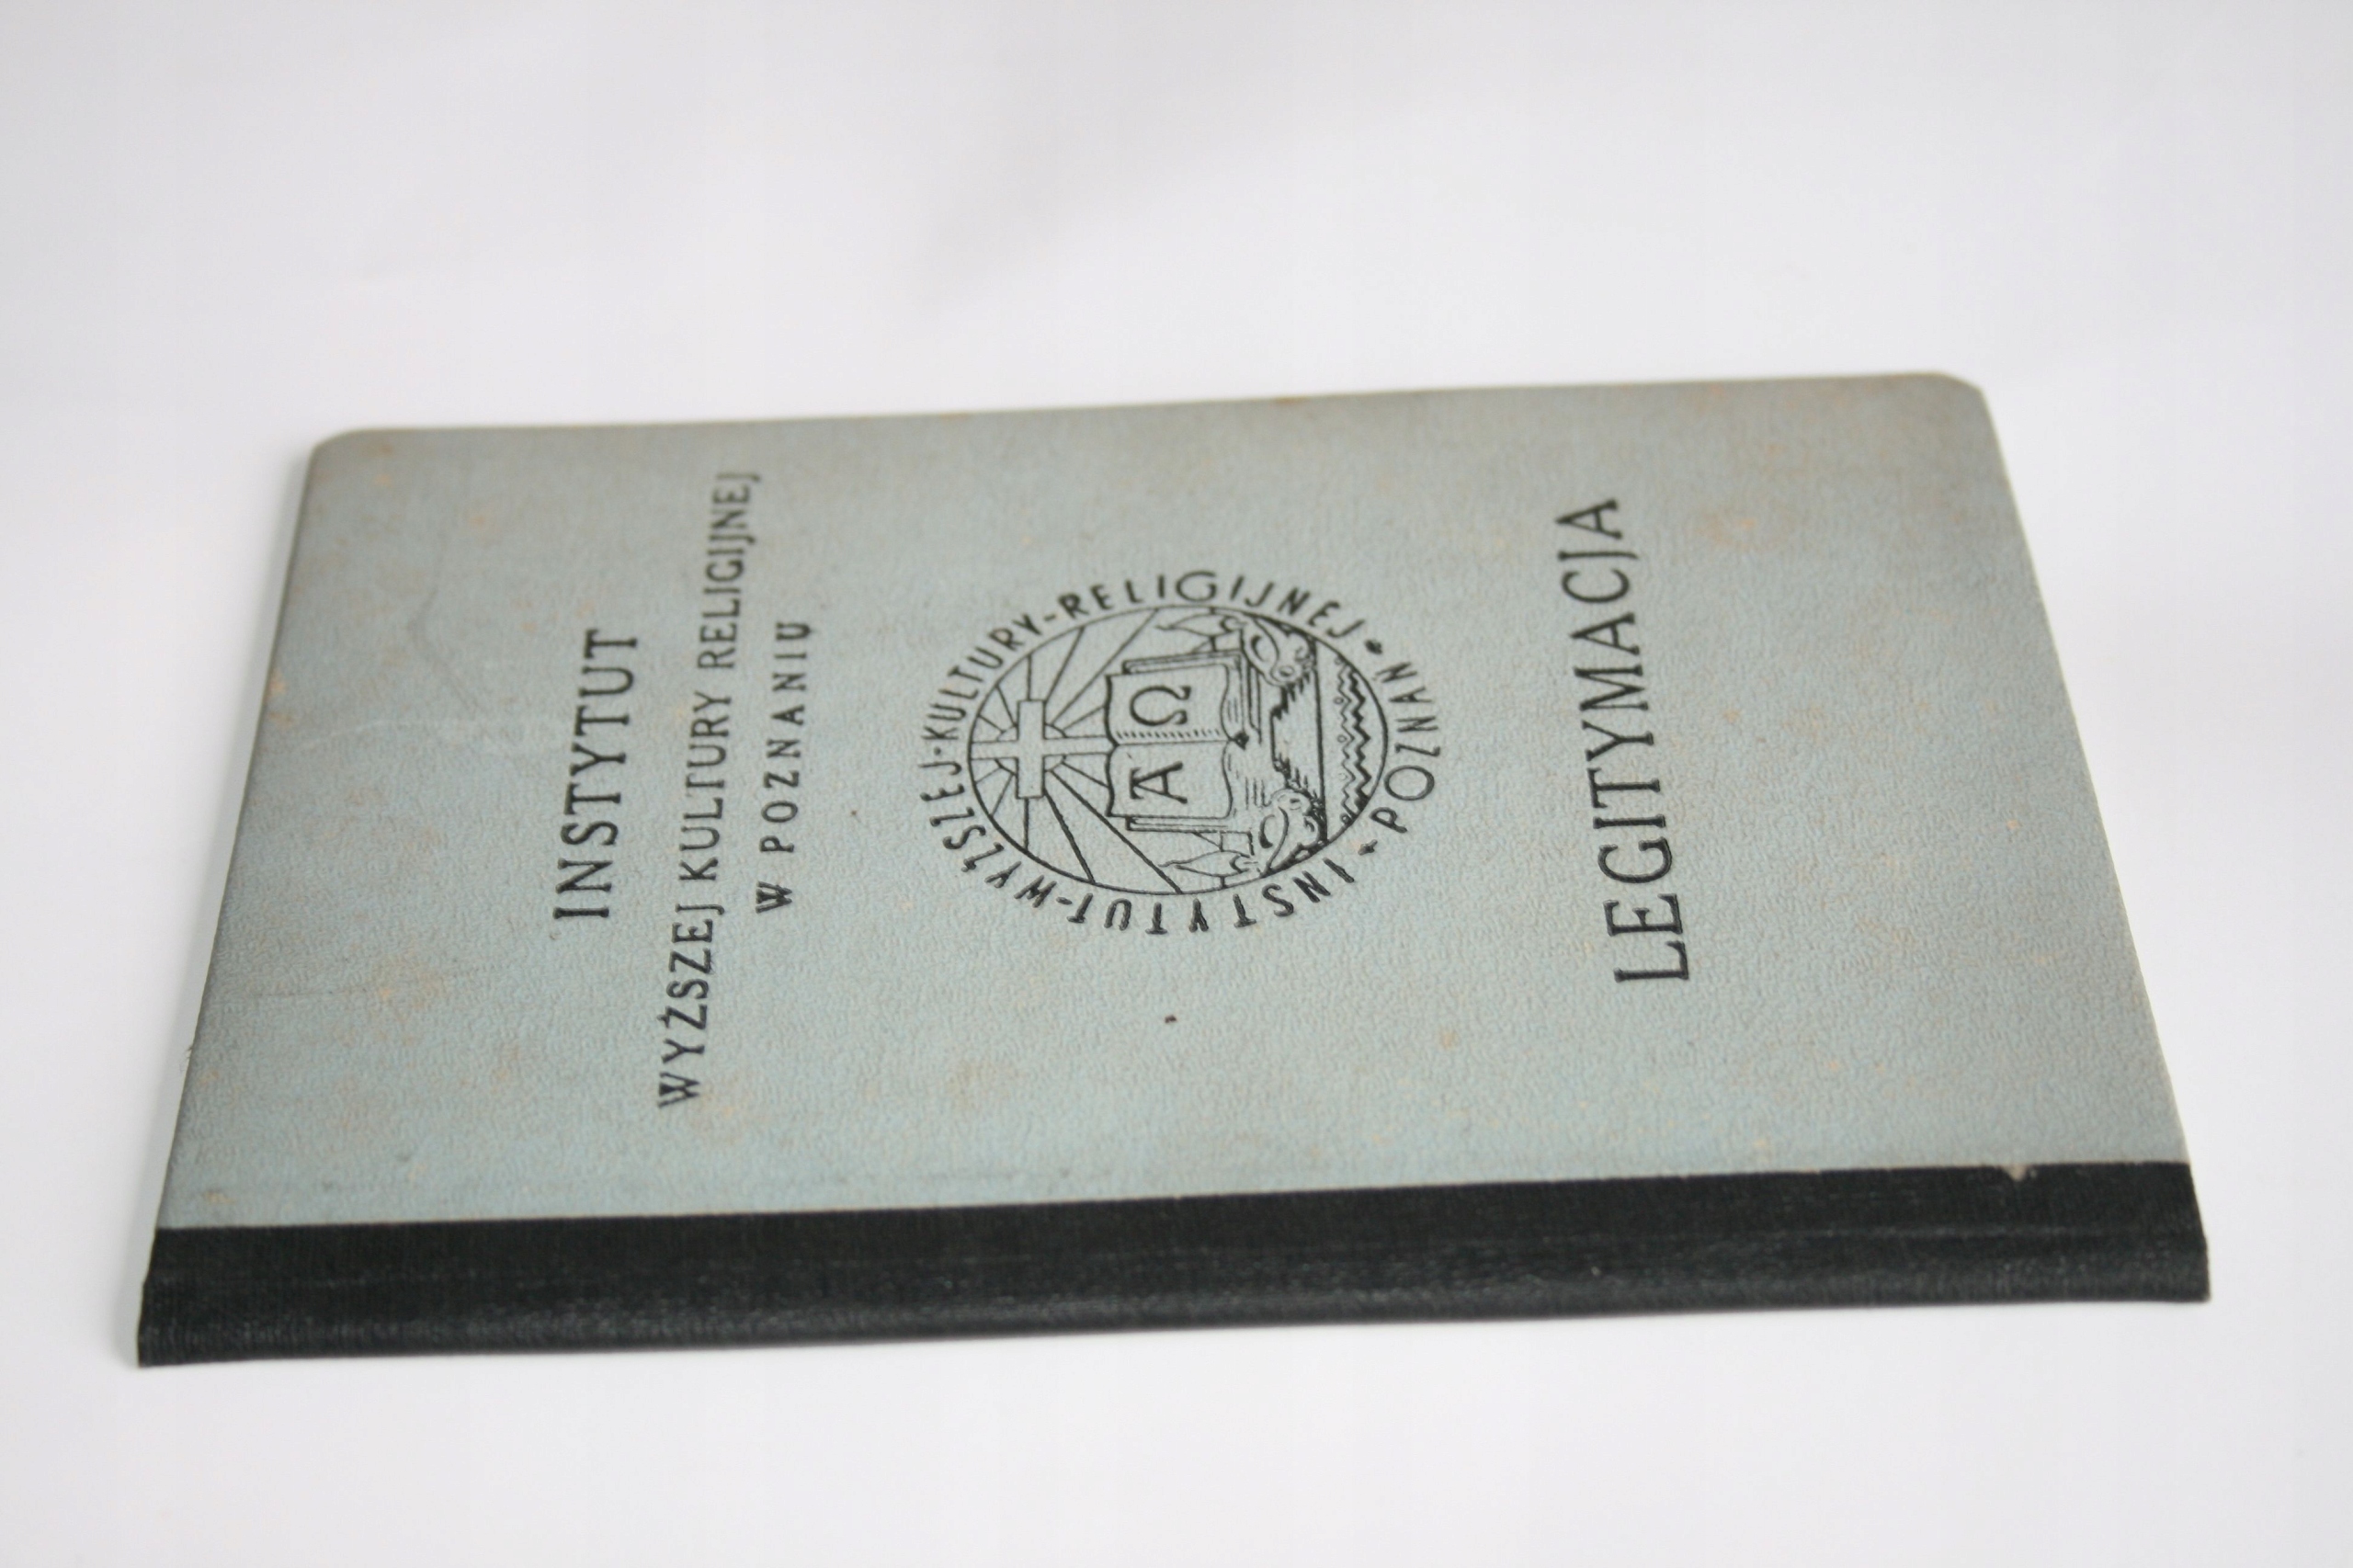 INSTYTUT
WYŻSZEJ KULTURY RELIGIJNEJ
W POZNANIU
INSTYTUT-WYŻSZEJ-KULTURY-RELIGIJNEJ
POZNAŃ
A Ω
LEGITYMACJA